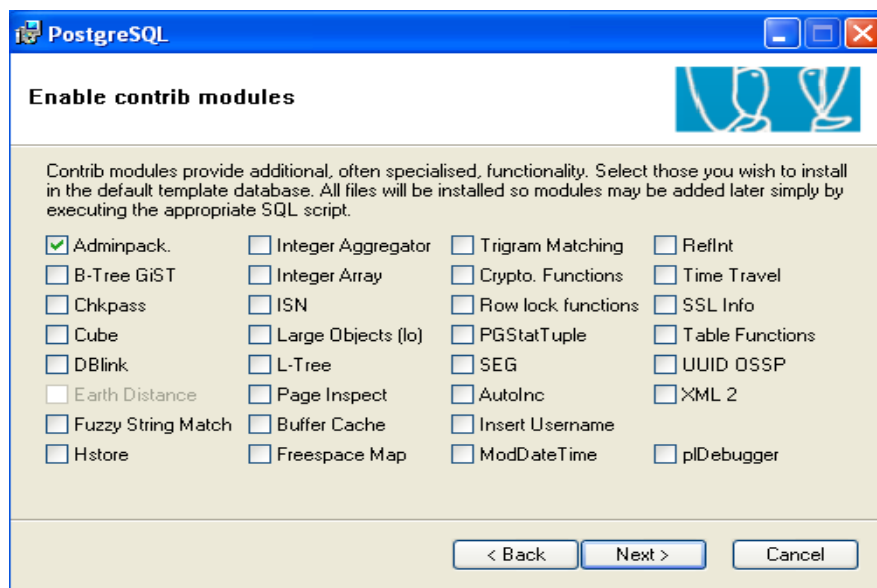 PostgreSQL
Enable contrib modules
Contrib modules provide additional, often specialised, functionality. Select those you wish to install
in the default template database. All files will be installed so modules may be added later simply by
executing the appropriate SQL script.
Adminpack. Integer Aggregator Trigram Matching RefInt
B-Tree GiST Integer Array Crypto. Functions Time Travel
Chkpass ISN Row lock functions SSL Info
Cube Large Objects (lo) PGStatTuple Table Functions
DBlink L-Tree SEG UUID OSSP
Earth Distance Page Inspect AutoInc XML 2
Fuzzy String Match Buffer Cache Insert Username
Hstore Freespace Map ModDateTime plDebugger
< Back Next > Cancel